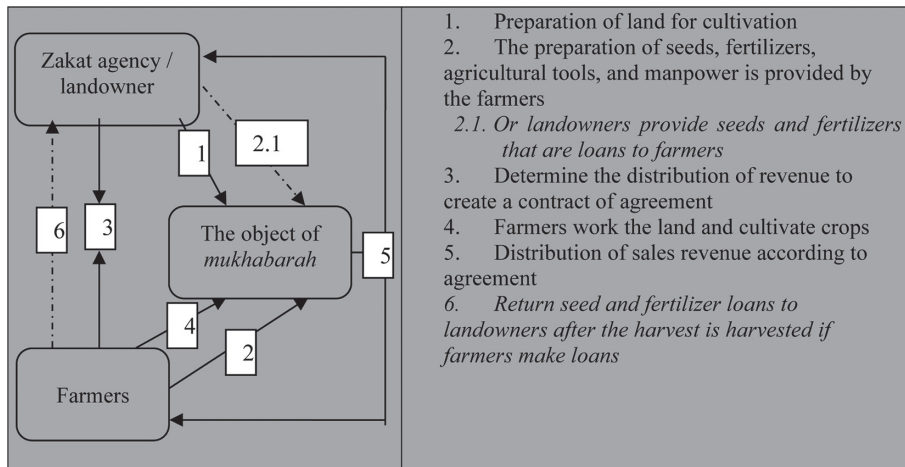 Zakat agency /
landowner
1
2.1
6
3
The object of
mukhabarah
5
4
2
Farmers
1. Preparation of land for cultivation
2. The preparation of seeds, fertilizers,
agricultural tools, and manpower is provided by
the farmers
2.1. Or landowners provide seeds and fertilizers
that are loans to farmers
3. Determine the distribution of revenue to
create a contract of agreement
4. Farmers work the land and cultivate crops
5. Distribution of sales revenue according to
agreement
6. Return seed and fertilizer loans to
landowners after the harvest is harvested if
farmers make loans